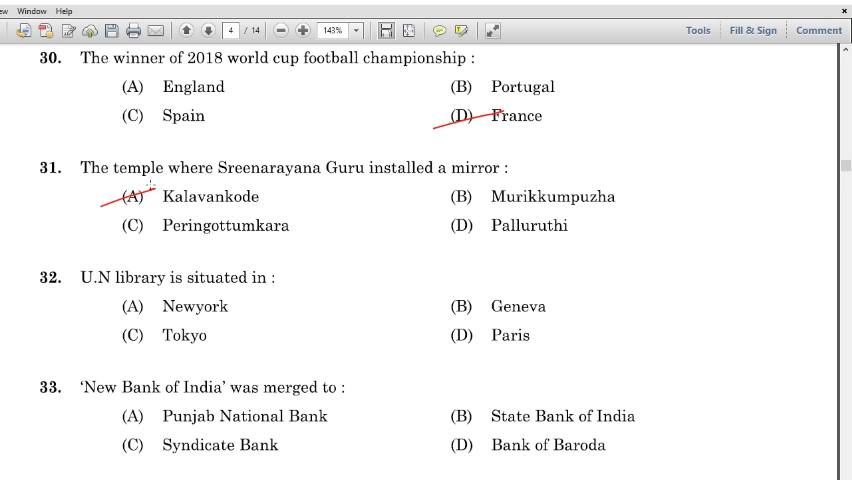 ew Window Help
4 / 14 143% Tools Fill & Sign Comment
30. The winner of 2018 world cup football championship :
(A) England (B) Portugal
(C) Spain (D) France
31. The temple where Sreenarayana Guru installed a mirror :
(A) Kalavankode (B) Murikkumpuzha
(C) Peringottumkara (D) Palluruthi
32. U.N library is situated in :
(A) Newyork (B) Geneva
(C) Tokyo (D) Paris
33. ‘New Bank of India’ was merged to :
(A) Punjab National Bank (B) State Bank of India
(C) Syndicate Bank (D) Bank of Baroda